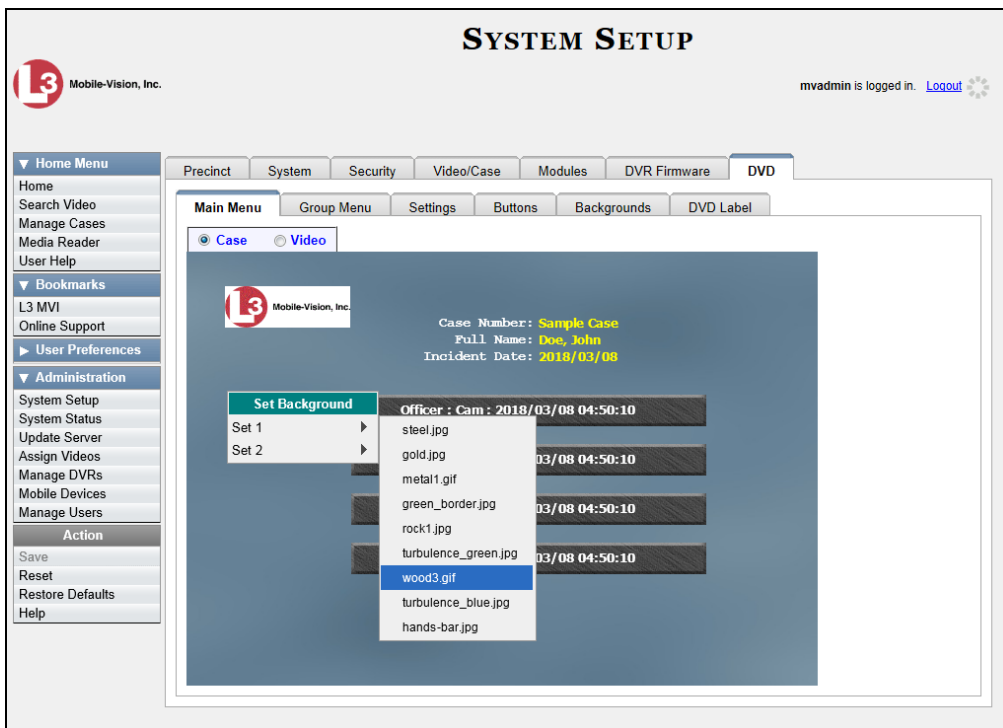 SYSTEM SETUP
L3 Mobile-Vision, Inc.
mvadmin is logged in. Logout
▼ Home Menu
Home
Search Video
Manage Cases
Media Reader
User Help
▼ Bookmarks
L3 MVI
Online Support
▶ User Preferences
▼ Administration
System Setup
System Status
Update Server
Assign Videos
Manage DVRs
Mobile Devices
Manage Users
Action
Save
Reset
Restore Defaults
Help
Precinct System Security Video/Case Modules DVR Firmware DVD
Main Menu Group Menu Settings Buttons Backgrounds DVD Label
Case Video
L3 Mobile-Vision, Inc.
Case Number: Sample Case
Full Name: Doe, John
Incident Date: 2018/03/08
Officer : Cam : 2018/03/08 04:50:10
03/08 04:50:10
03/08 04:50:10
03/08 04:50:10
Set Background
Set 1
Set 2
steel.jpg
gold.jpg
metal1.gif
green_border.jpg
rock1.jpg
turbulence_green.jpg
wood3.gif
turbulence_blue.jpg
hands-bar.jpg